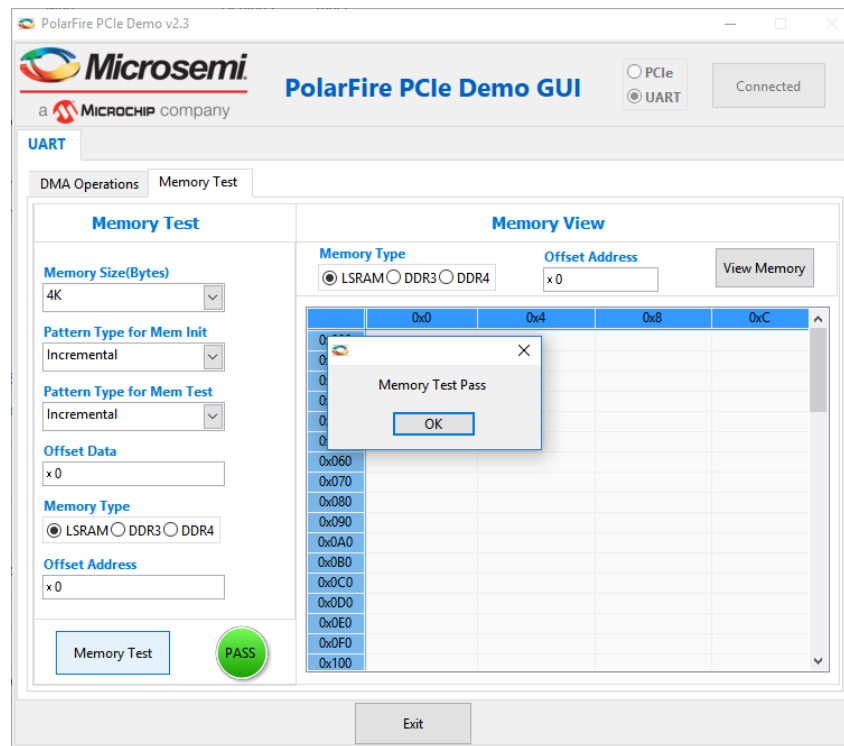 PolarFire PCIe Demo v2.3
Microsemi.
a MICROCHIP company
PolarFire PCIe Demo GUI
PCIe
UART
Connected
UART
DMA Operations
Memory Test
Memory Test
Memory View
Memory Size(Bytes)
4K
Pattern Type for Mem Init
Incremental
Pattern Type for Mem Test
Incremental
Offset Data
x 0
Memory Type
LSRAM DDR3 DDR4
Offset Address
x 0
Memory Test
PASS
Memory Type
LSRAM DDR3 DDR4
Offset Address
x 0
View Memory
0x0 0x4 0x8 0xC
Memory Test Pass
OK
0x060
0x070
0x080
0x090
0x0A0
0x0B0
0x0C0
0x0D0
0x0E0
0x0F0
0x100
Exit